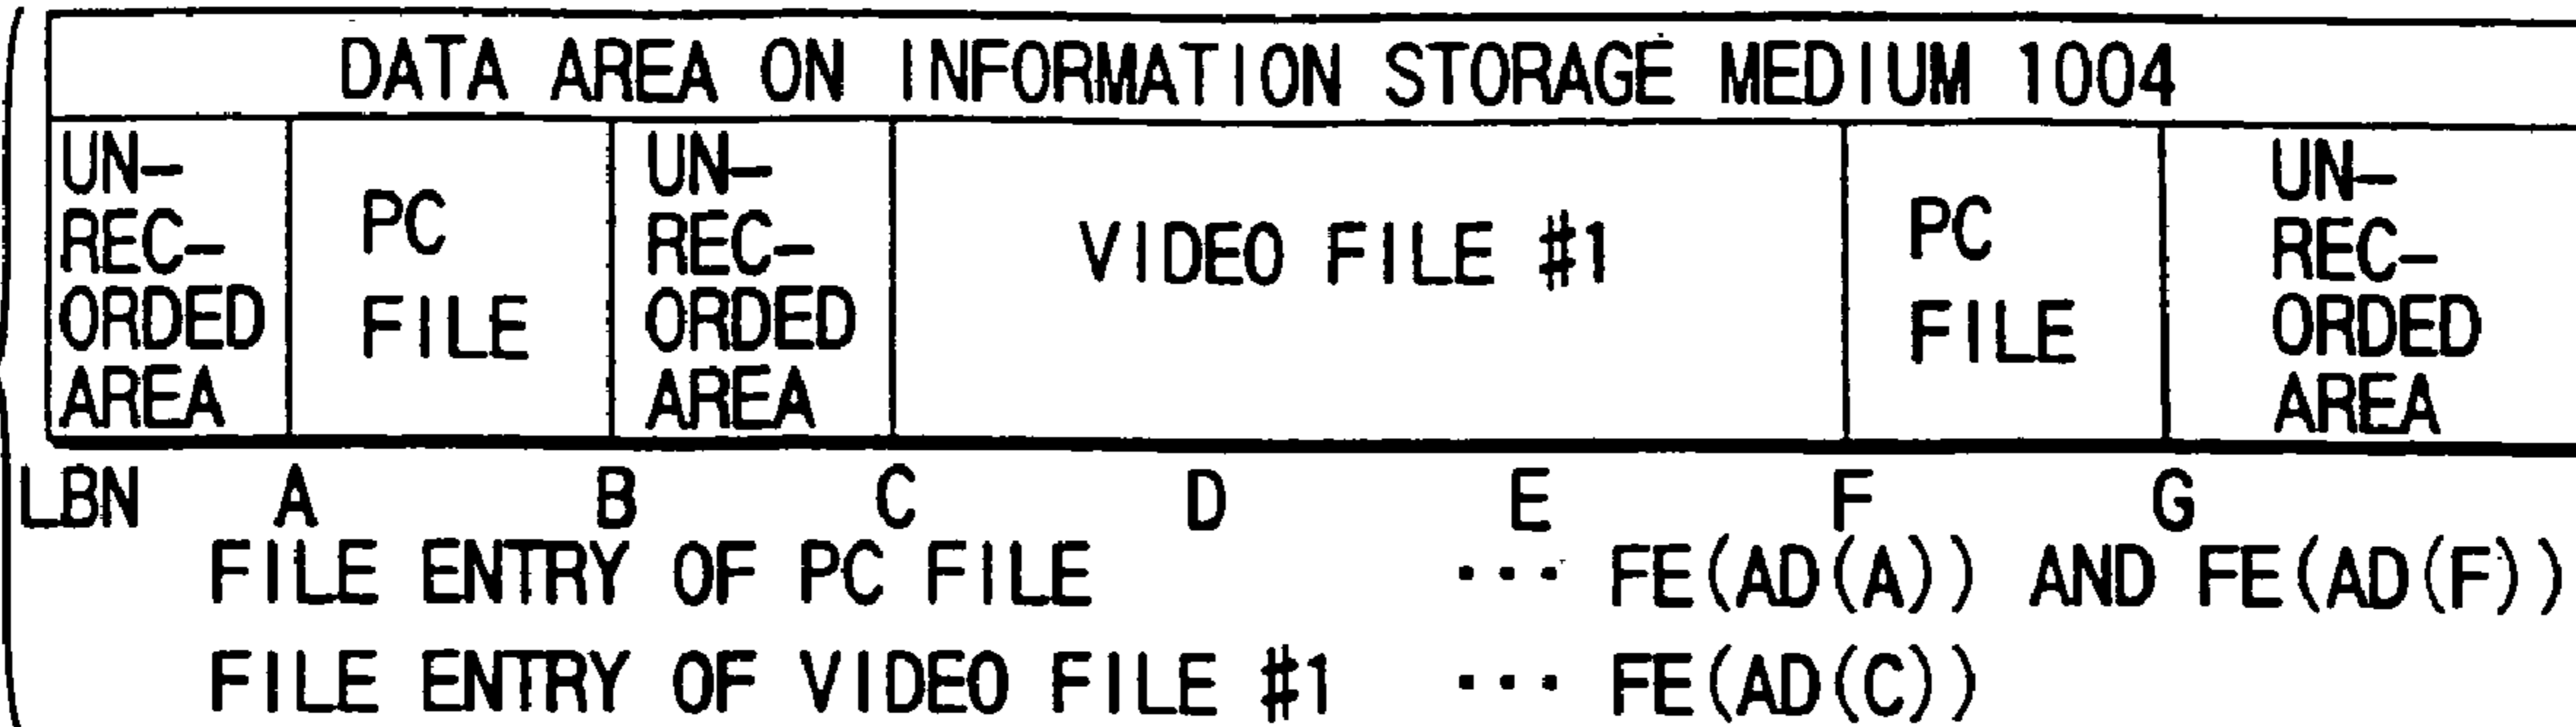 DATA AREA ON INFORMATION STORAGE MEDIUM 1004
UN-
REC-
ORDED
AREA
PC
FILE
UN-
REC-
ORDED
AREA
VIDEO FILE #1
PC
FILE
UN-
REC-
ORDED
AREA
LBN A B C D E F G
FILE ENTRY OF PC FILE ··· FE(AD(A)) AND FE(AD(F))
FILE ENTRY OF VIDEO FILE #1 ··· FE(AD(C))